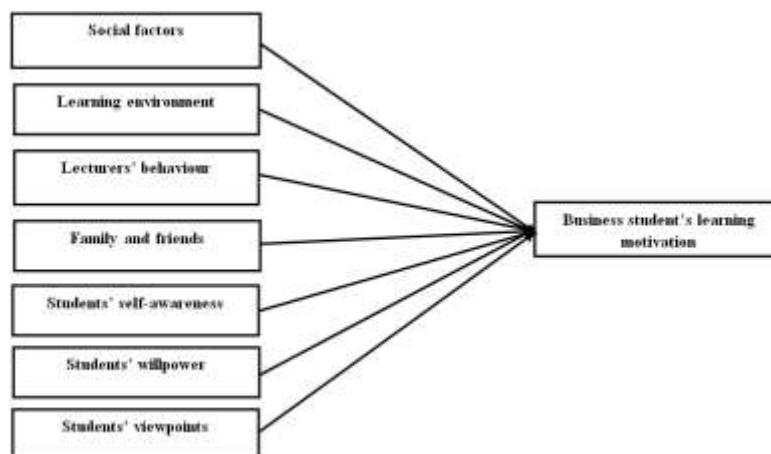 Social factors
Learning environment
Lecturers' behaviour
Family and friends
Students' self-awareness
Students' willpower
Students' viewpoints
Business student's learning
motivation